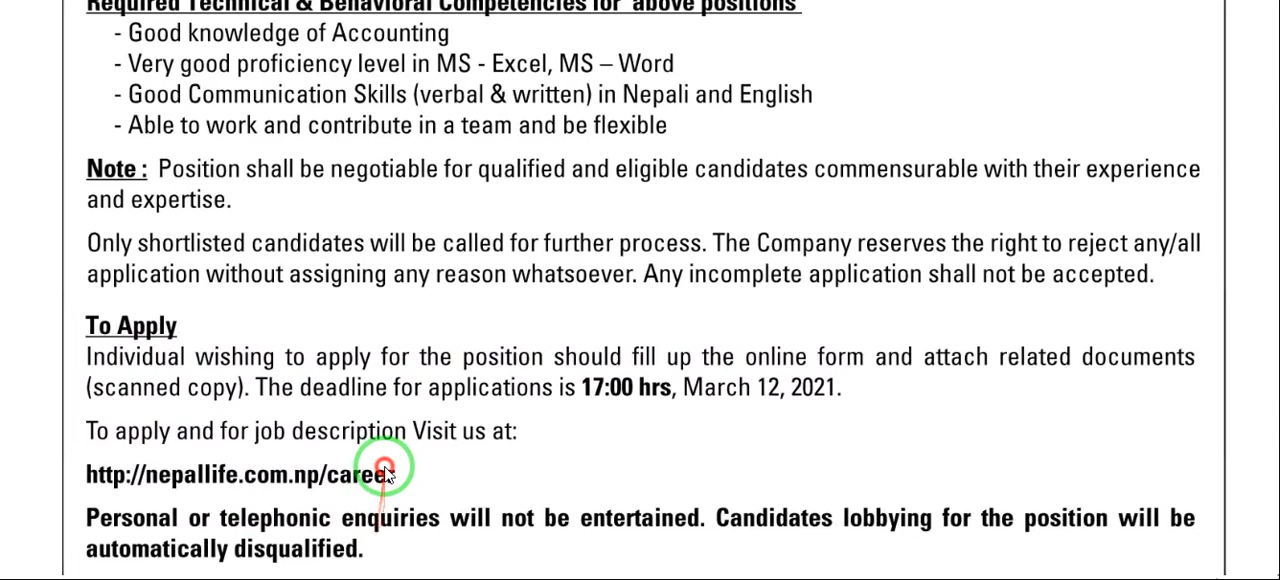 Required Technical & Behavioral Competencies for above positions
- Good knowledge of Accounting
- Very good proficiency level in MS - Excel, MS – Word
- Good Communication Skills (verbal & written) in Nepali and English
- Able to work and contribute in a team and be flexible
Note : Position shall be negotiable for qualified and eligible candidates commensurable with their experience
and expertise.
Only shortlisted candidates will be called for further process. The Company reserves the right to reject any/all
application without assigning any reason whatsoever. Any incomplete application shall not be accepted.
To Apply
Individual wishing to apply for the position should fill up the online form and attach related documents
(scanned copy). The deadline for applications is 17:00 hrs, March 12, 2021.
To apply and for job description Visit us at:
http://nepallife.com.np/career
Personal or telephonic enquiries will not be entertained. Candidates lobbying for the position will be
automatically disqualified.